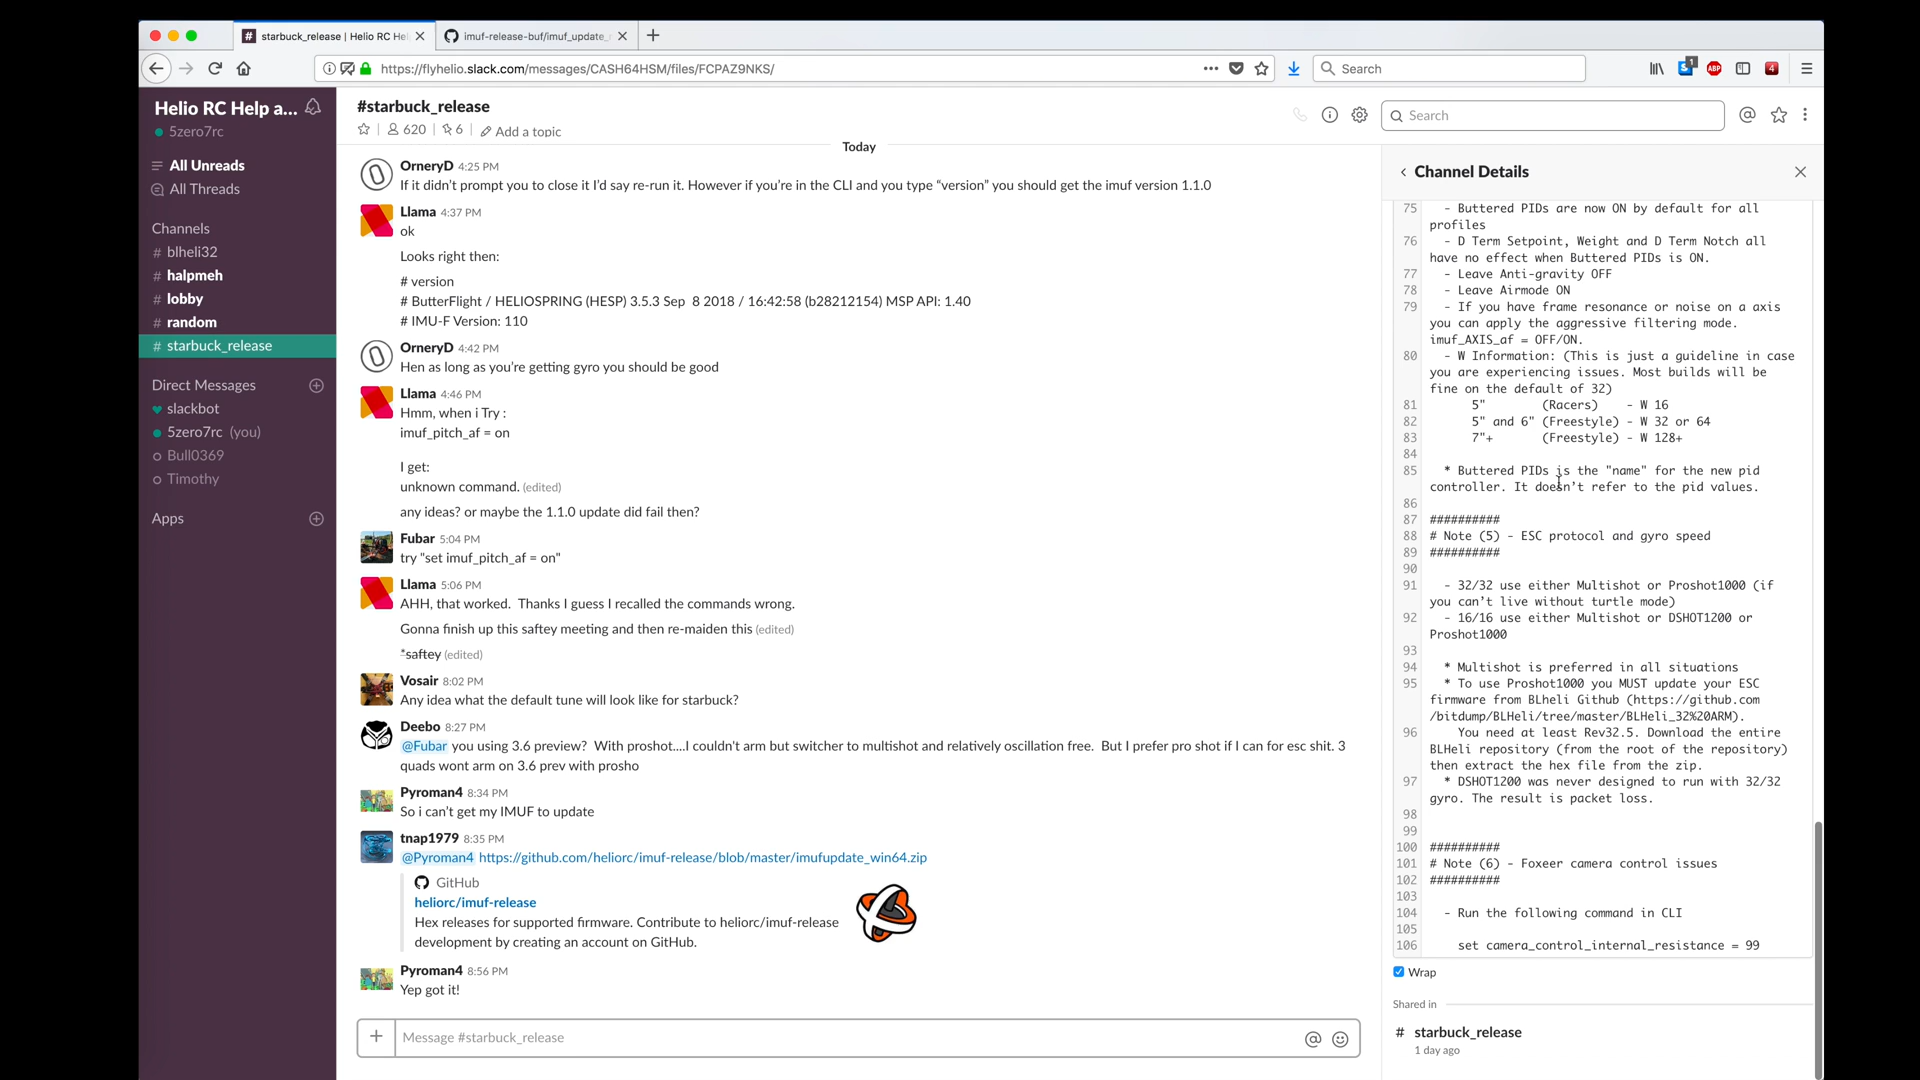 starbuck_release | Helio RC Hel
imuf-release-buf/imuf_update_
https://flyhelio.slack.com/messages/CASH64HSM/files/FCPAZ9NKS/
Search
1
ABP
4
Helio RC Help a...
5zero7rc
All Unreads
All Threads
Channels
# blheli32
# halpmeh
# lobby
# random
# starbuck_release
Direct Messages
slackbot
5zero7rc (you)
Bull0369
Timothy
Apps
#starbuck_release
620 | 6 | Add a topic
Search
Today
OrneryD 4:25 PM
If it didn't prompt you to close it I'd say re-run it. However if you're in the CLI and you type "version" you should get the imuf version 1.1.0
Llama 4:37 PM
ok
Looks right then:
# version
# ButterFlight / HELIOSPRING (HESP) 3.5.3 Sep 8 2018 / 16:42:58 (b28212154) MSP API: 1.40
# IMU-F Version: 110
OrneryD 4:42 PM
Hen as long as you're getting gyro you should be good
Llama 4:46 PM
Hmm, when i Try :
imuf_pitch_af = on
I get:
unknown command. (edited)
any ideas? or maybe the 1.1.0 update did fail then?
Fubar 5:04 PM
try "set imuf_pitch_af = on"
Llama 5:06 PM
AHH, that worked. Thanks I guess I recalled the commands wrong.
Gonna finish up this saftey meeting and then re-maiden this (edited)
*saftey (edited)
Vosair 8:02 PM
Any idea what the default tune will look like for starbuck?
Deebo 8:27 PM
@Fubar you using 3.6 preview? With proshot....I couldn't arm but switcher to multishot and relatively oscillation free. But I prefer pro shot if I can for esc shit. 3
quads wont arm on 3.6 prev with prosho
Pyroman4 8:34 PM
So i can't get my IMUF to update
tnap1979 8:35 PM
@Pyroman4 https://github.com/heliorc/imuf-release/blob/master/imufupdate_win64.zip
GitHub
heliorc/imuf-release
Hex releases for supported firmware. Contribute to heliorc/imuf-release
development by creating an account on GitHub.
Pyroman4 8:56 PM
Yep got it!
Message #starbuck_release
Channel Details
75 - Buttered PIDs are now ON by default for all
profiles
76 - D Term Setpoint, Weight and D Term Notch all
have no effect when Buttered PIDs is ON.
77 - Leave Anti-gravity OFF
78 - Leave Airmode ON
79 - If you have frame resonance or noise on a axis
you can apply the aggressive filtering mode.
imuf_AXIS_af = OFF/ON.
80 - W Information: (This is just a guideline in case
you are experiencing issues. Most builds will be
fine on the default of 32)
81 5" (Racers) - W 16
82 5" and 6" (Freestyle) - W 32 or 64
83 7"+ (Freestyle) - W 128+
84
85 * Buttered PIDs is the "name" for the new pid
controller. It doesn't refer to the pid values.
86
87 ##########
88 # Note (5) - ESC protocol and gyro speed
89 ##########
90
91 - 32/32 use either Multishot or Proshot1000 (if
you can't live without turtle mode)
92 - 16/16 use either Multishot or DSHOT1200 or
Proshot1000
93
94 * Multishot is preferred in all situations
95 * To use Proshot1000 you MUST update your ESC
firmware from BLheli Github (https://github.com
/bitdump/BLHeli/tree/master/BLHeli_32%20ARM).
96 You need at least Rev32.5. Download the entire
BLHeli repository (from the root of the repository)
then extract the hex file from the zip.
97 * DSHOT1200 was never designed to run with 32/32
gyro. The result is packet loss.
98
99
100 ##########
101 # Note (6) - Foxeer camera control issues
102 ##########
103
104 - Run the following command in CLI
105
106 set camera_control_internal_resistance = 99
Wrap
Shared in
# starbuck_release
1 day ago